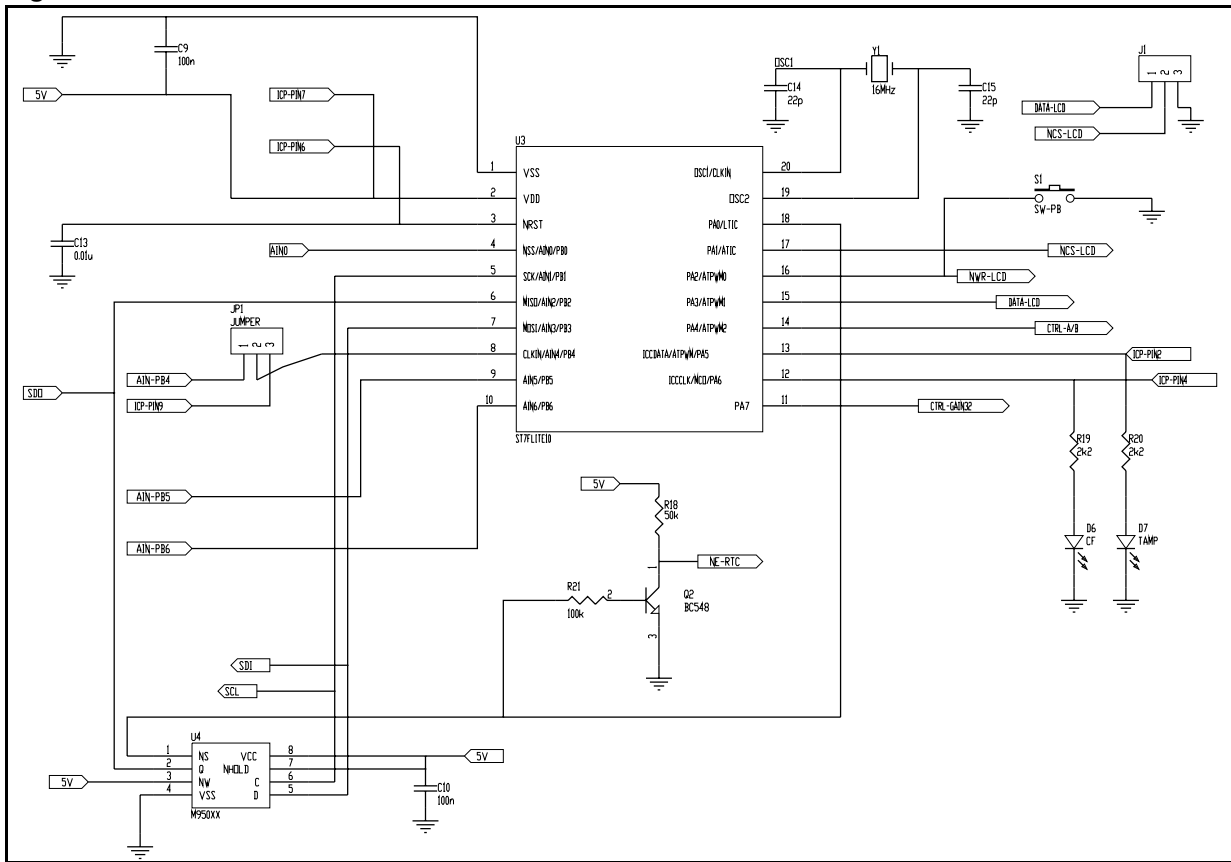 C9
100n
5V
ICP-PIN7
ICP-PIN6
C13
0.01u
AIN0
JP1
JUMPER
1 2 3
AIN-PB4
ICP-PIN9
SDO
AIN-PB5
AIN-PB6
U3
1 VSS
2 VDD
3 NRST
4 NSS/AIN0/PB0
5 SCK/AIN1/PB1
6 MISO/AIN2/PB2
7 MOSI/AIN3/PB3
8 CLKIN/AIN4/PB4
9 AIN5/PB5
10 AIN6/PB6
OSC1/CLKIN 20
OSC2 19
PA0/LTIC 18
PA1/ATIC 17
PA2/ATPWM0 16
PA3/ATPWM1 15
PA4/ATPWM2 14
ICCDATA/ATPWM/PA5 13
ICCCLK/MCO/PA6 12
PA7 11
ST7FLITE10
OSC1
C14
22p
Y1
16MHz
C15
22p
J1
1 2 3
DATA-LCD
NCS-LCD
S1
SW-PB
NCS-LCD
NWR-LCD
DATA-LCD
CTRL-A/B
ICP-PIN2
ICP-PIN4
CTRL-GAIN32
R19
2k2
R20
2k2
D6
CF
D7
TAMP
5V
R18
50k
NE-RTC
1
R21
100k
2
Q2
BC548
3
SDI
SCL
U4
1 NS
2 Q
3 NW
4 VSS
VCC 8
NHOLD 7
C 6
D 5
M950XX
5V
5V
C10
100n